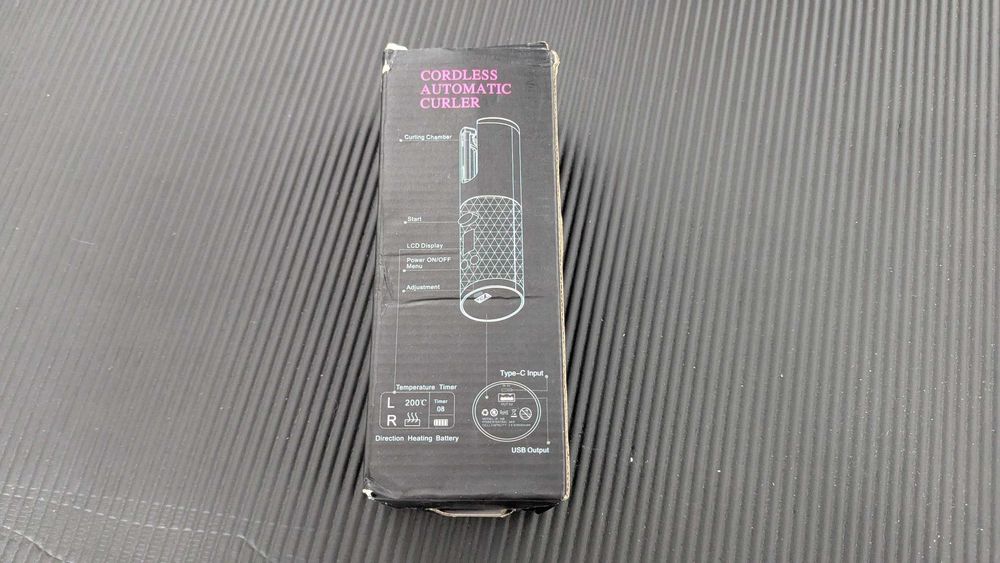 CORDLESS
AUTOMATIC
CURLER
Curling Chamber
Start
LCD Display
Power ON/OFF
Menu
Adjustment
Type-C Input
Temperature Timer
L 200℃ Timer
08
R
Direction Heating Battery
USB Output